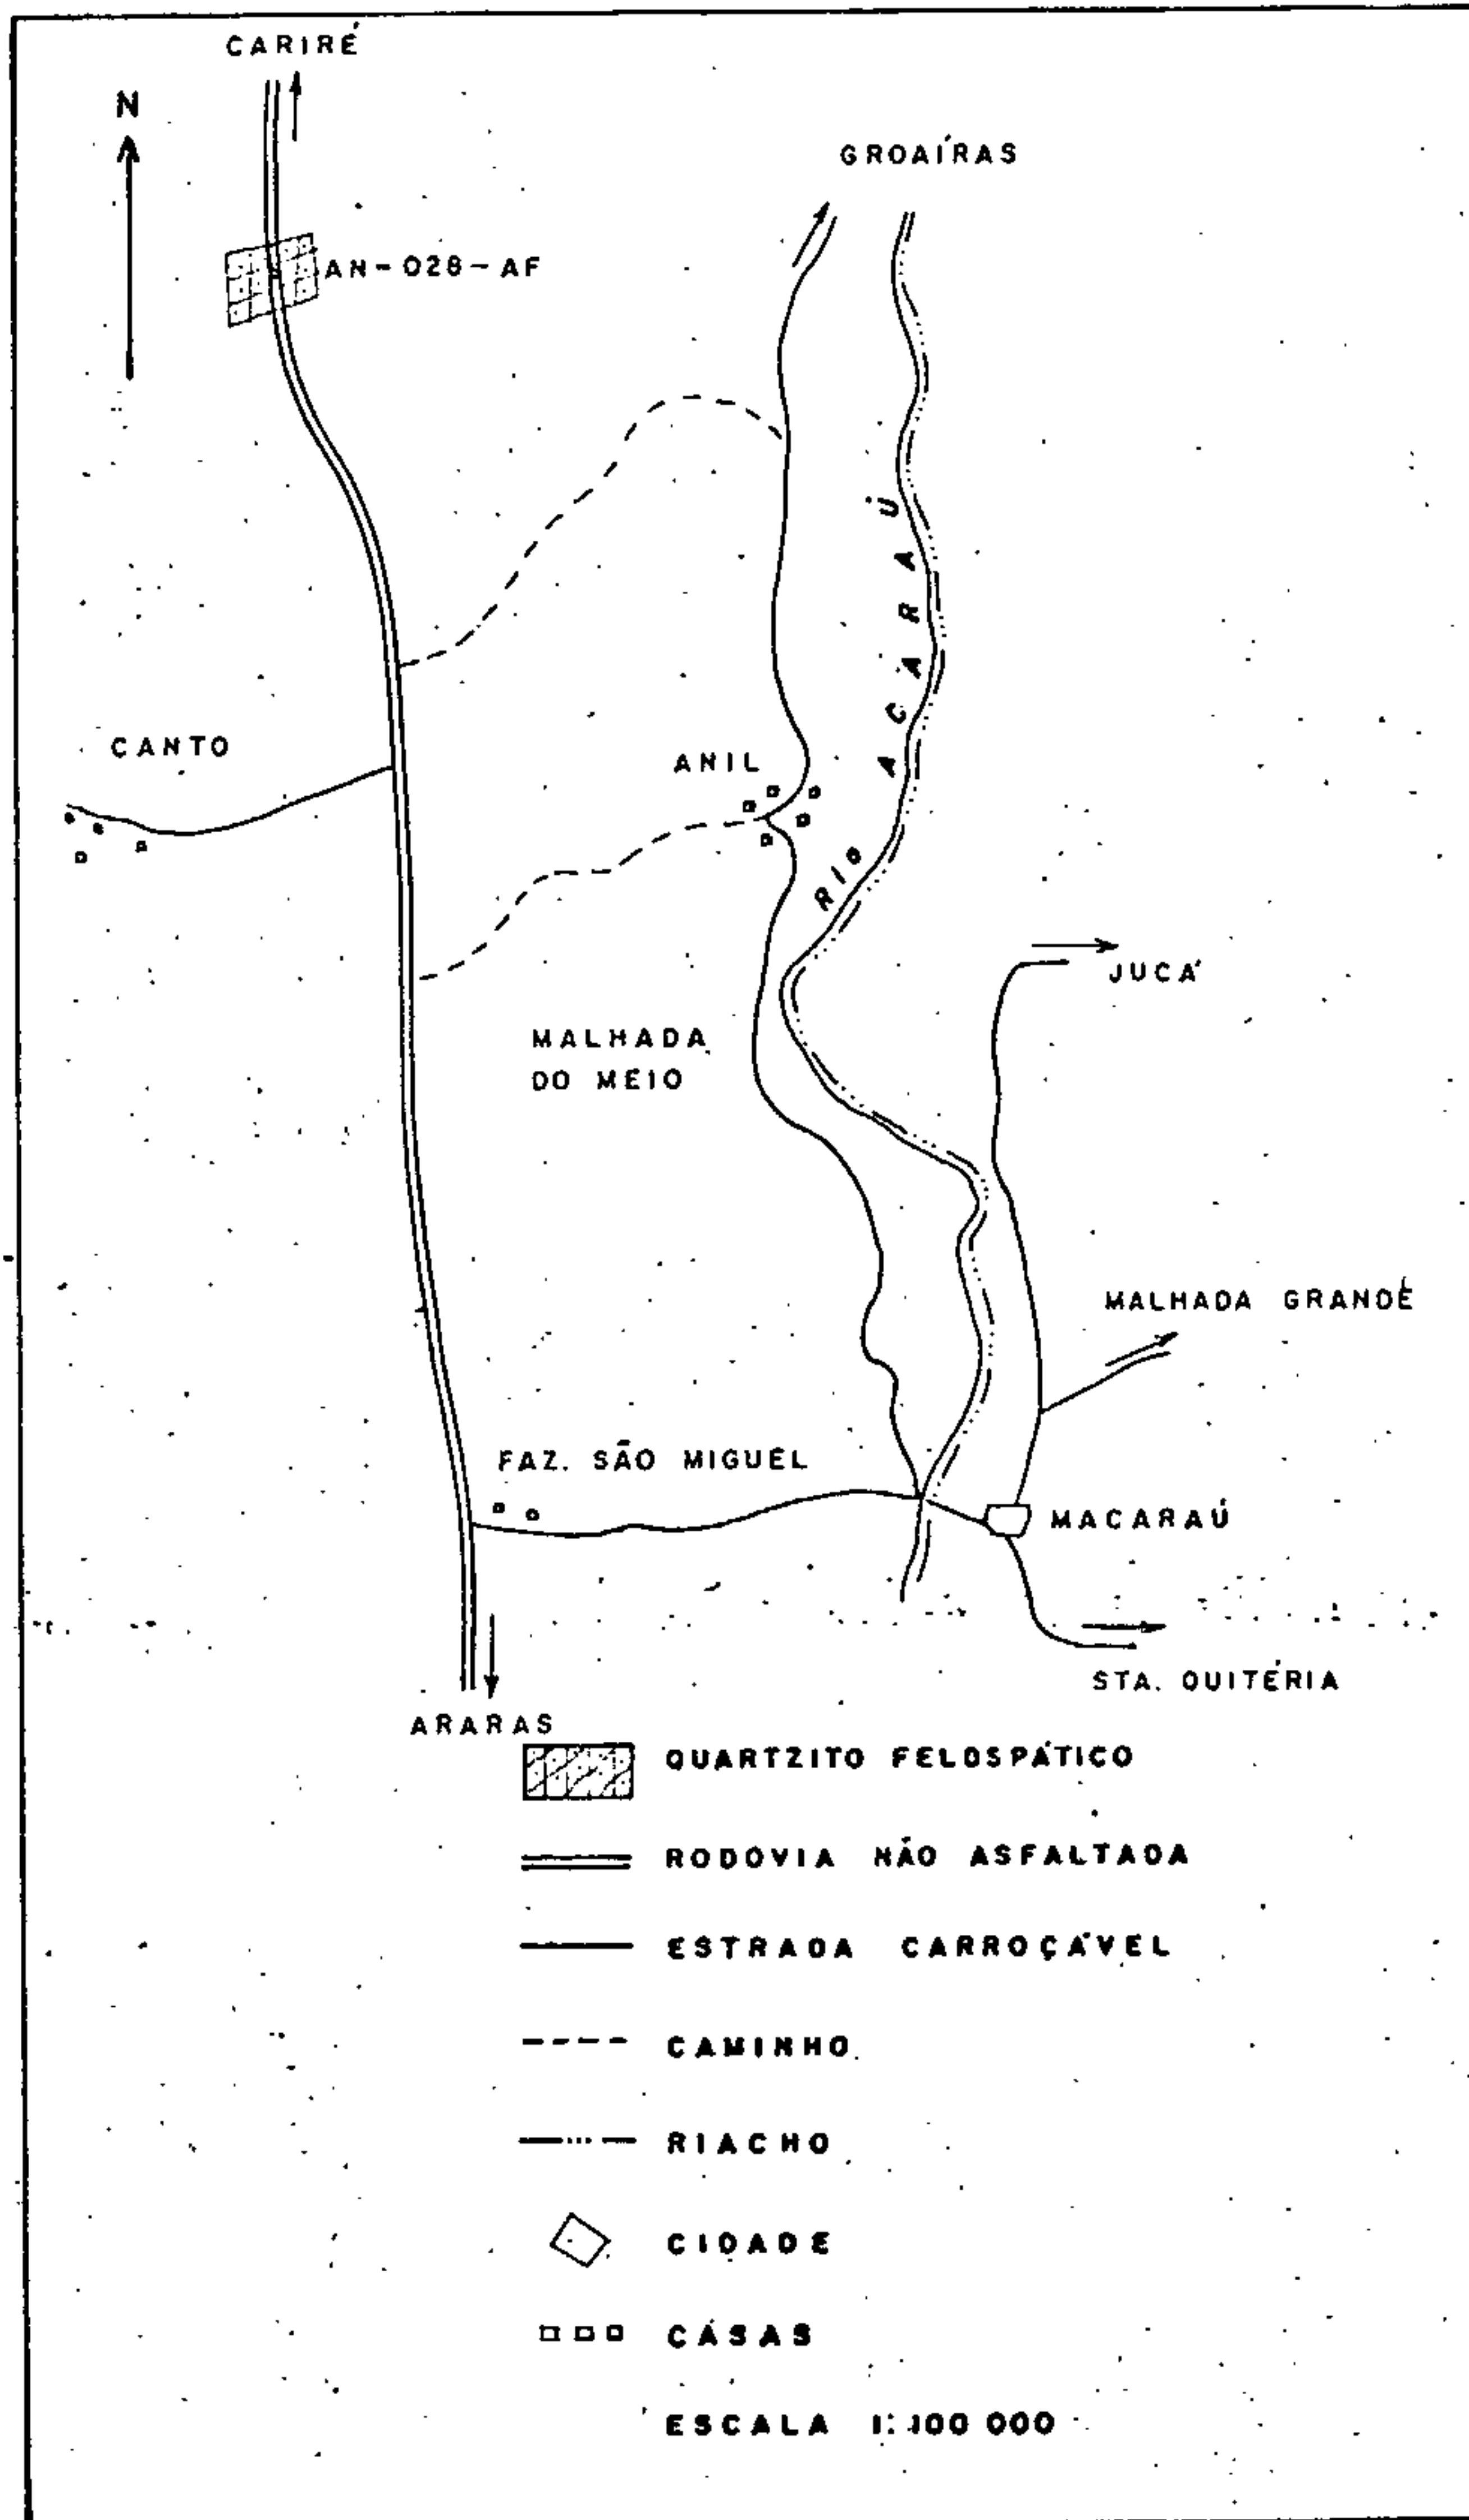 CARIRÉ
N
GROAÍRAS
AN-028-AF
RIO ACARAÚ
CANTO
ANIL
JUCÁ
MALHADA
DO MEIO
MALHADA GRANDE
FAZ. SÃO MIGUEL
MACARAÚ
STA. QUITÉRIA
ARARAS
QUARTZITO FELOSPÁTICO
RODOVIA NÃO ASFALTADA
ESTRADA CARROÇÁVEL
CAMINHO
RIACHO
CIDADE
CASAS
ESCALA 1:100 000